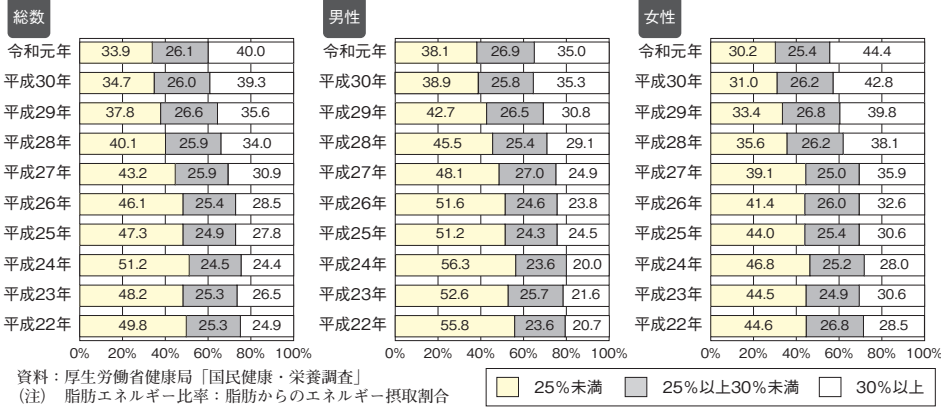 総数
令和元年 33.9 26.1 40.0
平成30年 34.7 26.0 39.3
平成29年 37.8 26.6 35.6
平成28年 40.1 25.9 34.0
平成27年 43.2 25.9 30.9
平成26年 46.1 25.4 28.5
平成25年 47.3 24.9 27.8
平成24年 51.2 24.5 24.4
平成23年 48.2 25.3 26.5
平成22年 49.8 25.3 24.9
0% 20% 40% 60% 80% 100%
男性
令和元年 38.1 26.9 35.0
平成30年 38.9 25.8 35.3
平成29年 42.7 26.5 30.8
平成28年 45.5 25.4 29.1
平成27年 48.1 27.0 24.9
平成26年 51.6 24.6 23.8
平成25年 51.2 24.3 24.5
平成24年 56.3 23.6 20.0
平成23年 52.6 25.7 21.6
平成22年 55.8 23.6 20.7
0% 20% 40% 60% 80% 100%
女性
令和元年 30.2 25.4 44.4
平成30年 31.0 26.2 42.8
平成29年 33.4 26.8 39.8
平成28年 35.6 26.2 38.1
平成27年 39.1 25.0 35.9
平成26年 41.4 26.0 32.6
平成25年 44.0 25.4 30.6
平成24年 46.8 25.2 28.0
平成23年 44.5 24.9 30.6
平成22年 44.6 26.8 28.5
0% 20% 40% 60% 80% 100%
資料：厚生労働省健康局「国民健康・栄養調査」
(注) 脂肪エネルギー比率：脂肪からのエネルギー摂取割合
25%未満 25%以上30%未満 30%以上